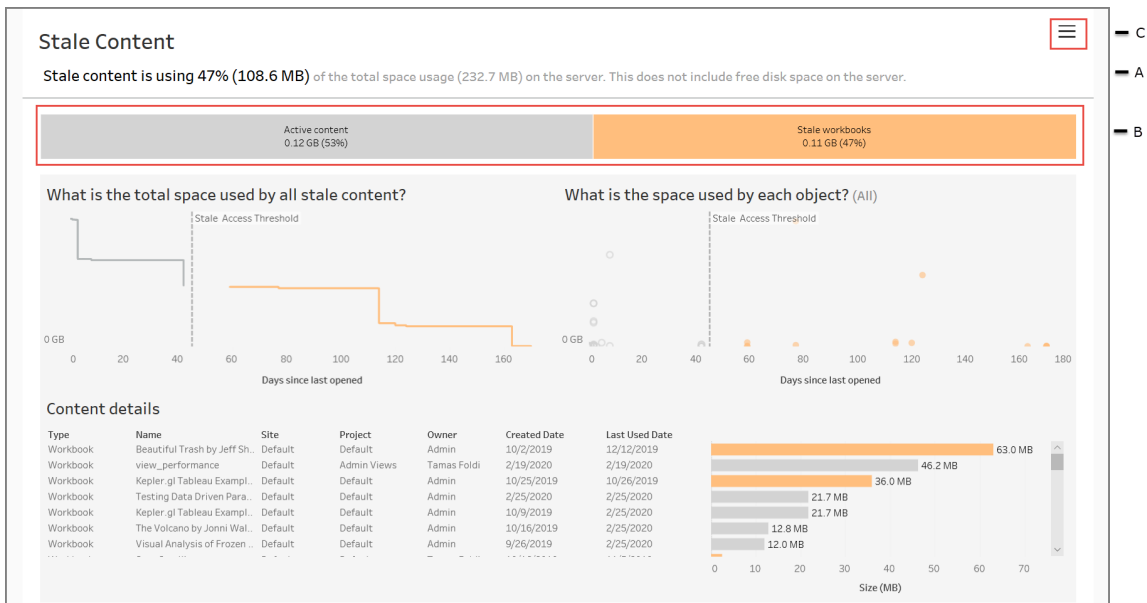 Stale Content
C
Stale content is using 47% (108.6 MB) of the total space usage (232.7 MB) on the server. This does not include free disk space on the server.
A
Active content
0.12 GB (53%)
Stale workbooks
0.11 GB (47%)
B
What is the total space used by all stale content?
Stale Access Threshold
0 GB
0 20 40 60 80 100 120 140 160
Days since last opened
What is the space used by each object? (All)
Stale Access Threshold
0 GB
0 20 40 60 80 100 120 140 160 180
Days since last opened
Content details
Type Name Site Project Owner Created Date Last Used Date
Workbook Beautiful Trash by Jeff Sh.. Default Default Admin 10/2/2019 12/12/2019 63.0 MB
Workbook view_performance Default Admin Views Tamas Foldi 2/19/2020 2/19/2020 46.2 MB
Workbook Kepler.gl Tableau Exampl.. Default Default Admin 10/25/2019 10/26/2019 36.0 MB
Workbook Testing Data Driven Para.. Default Default Admin 2/25/2020 2/25/2020 21.7 MB
Workbook Kepler.gl Tableau Exampl.. Default Default Admin 10/9/2019 2/25/2020 21.7 MB
Workbook The Volcano by Jonni Wal.. Default Default Admin 10/16/2019 2/25/2020 12.8 MB
Workbook Visual Analysis of Frozen .. Default Default Admin 9/26/2019 2/25/2020 12.0 MB
0 10 20 30 40 50 60 70
Size (MB)